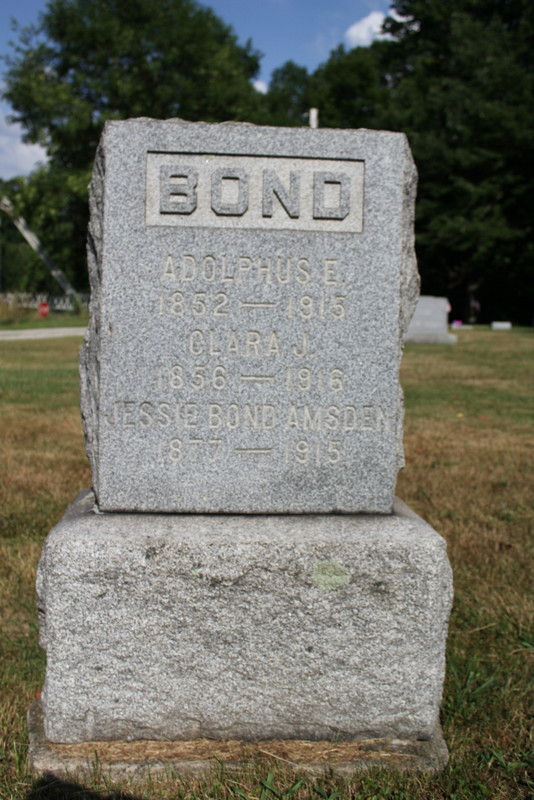 BOND
ADOLPHUS E.
1852 — 1915
CLARA J.
1856 — 1916
JESSIE BOND AMSDEN
1877 — 1915